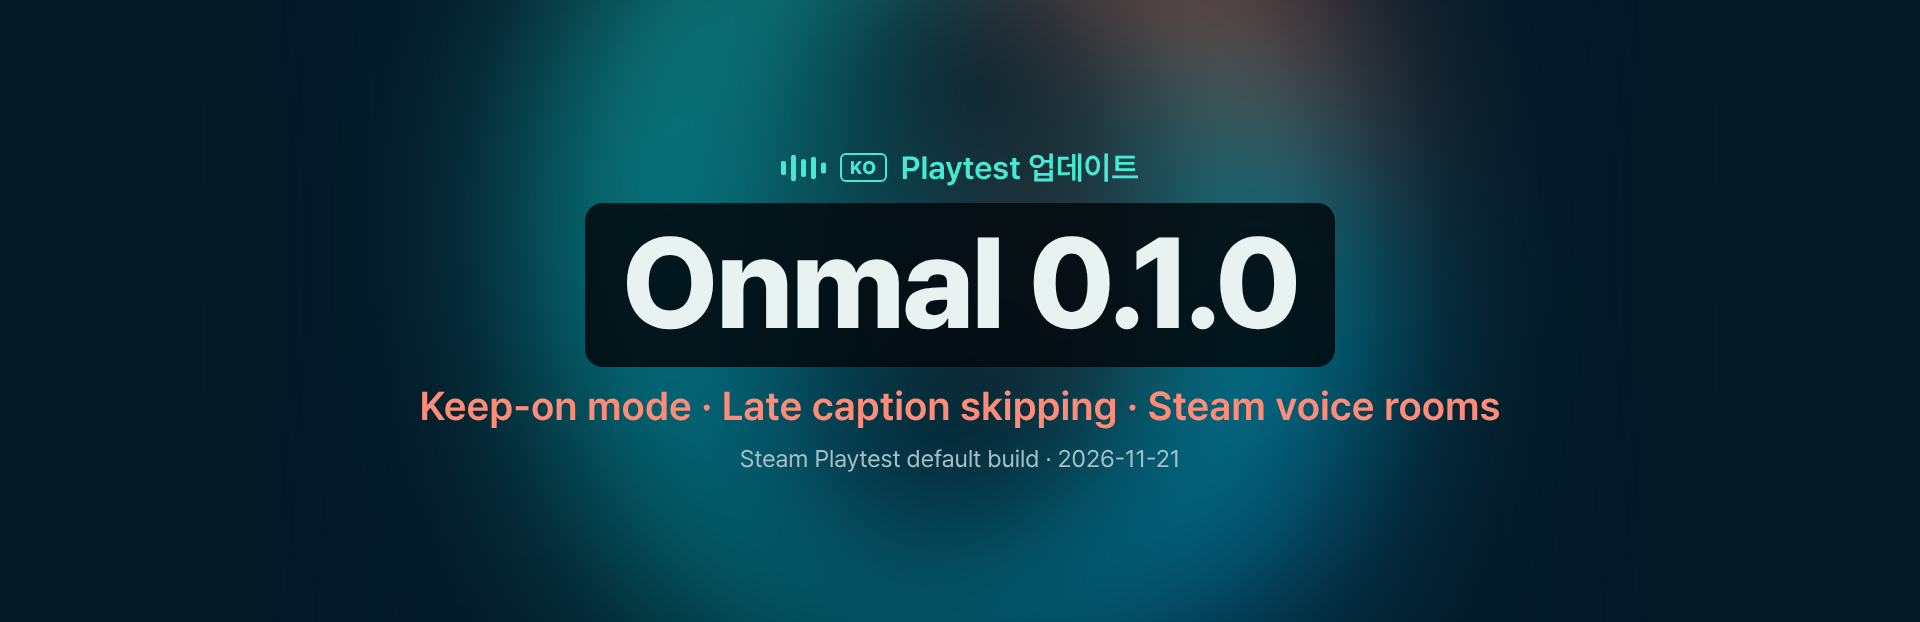 KO Playtest 업데이트
Onmal 0.1.0
Keep-on mode · Late caption skipping · Steam voice rooms
Steam Playtest default build · 2026-11-21